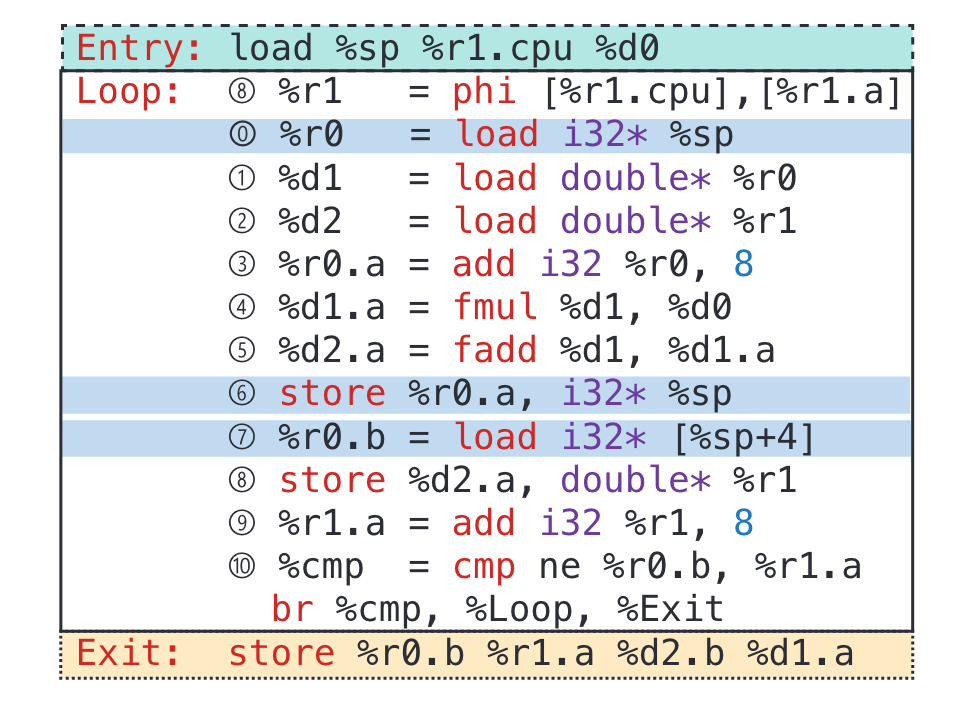 Entry: load %sp %r1.cpu %d0
Loop: ⑧ %r1 = phi [%r1.cpu],[%r1.a]
⓪ %r0 = load i32* %sp
① %d1 = load double* %r0
② %d2 = load double* %r1
③ %r0.a = add i32 %r0, 8
④ %d1.a = fmul %d1, %d0
⑤ %d2.a = fadd %d1, %d1.a
⑥ store %r0.a, i32* %sp
⑦ %r0.b = load i32* [%sp+4]
⑧ store %d2.a, double* %r1
⑨ %r1.a = add i32 %r1, 8
⑩ %cmp = cmp ne %r0.b, %r1.a
br %cmp, %Loop, %Exit
Exit: store %r0.b %r1.a %d2.b %d1.a